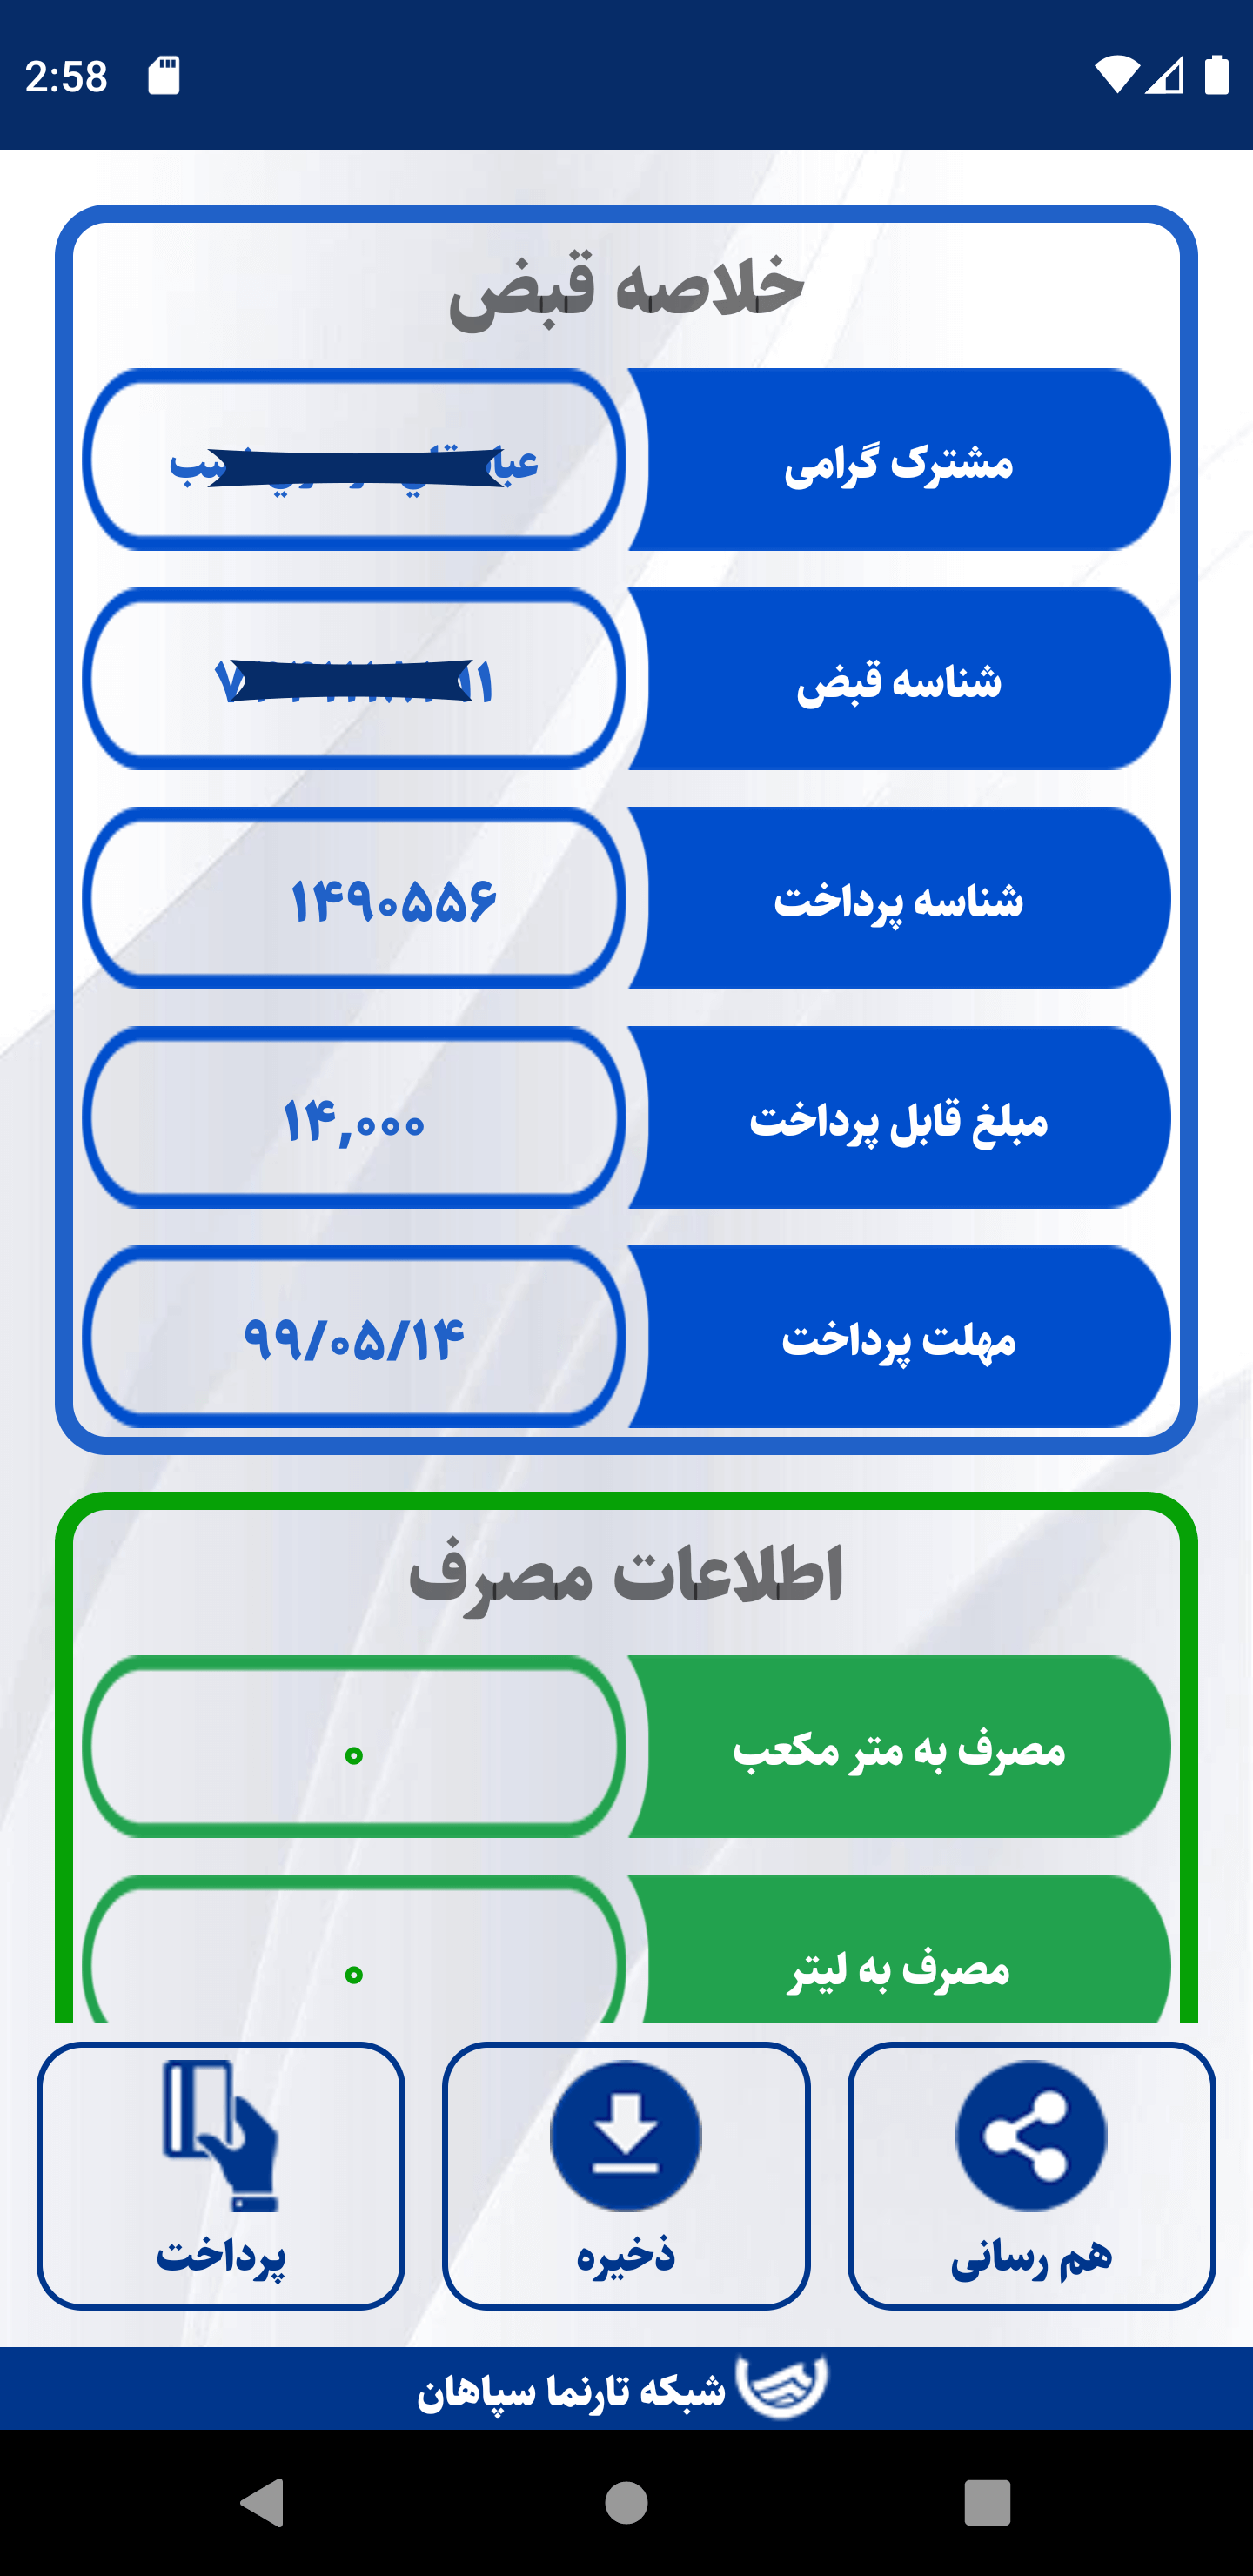 2:58
خلاصه قبض
مشترک گرامی
شناسه قبض
شناسه پرداخت ۱۴۹۰۵۵۶
مبلغ قابل پرداخت ۱۴,۰۰۰
مهلت پرداخت ۹۹/۰۵/۱۴
اطلاعات مصرف
مصرف به متر مکعب ۰
مصرف به لیتر ۰
هم رسانی ذخیره پرداخت
شبکه تارنما سپاهان